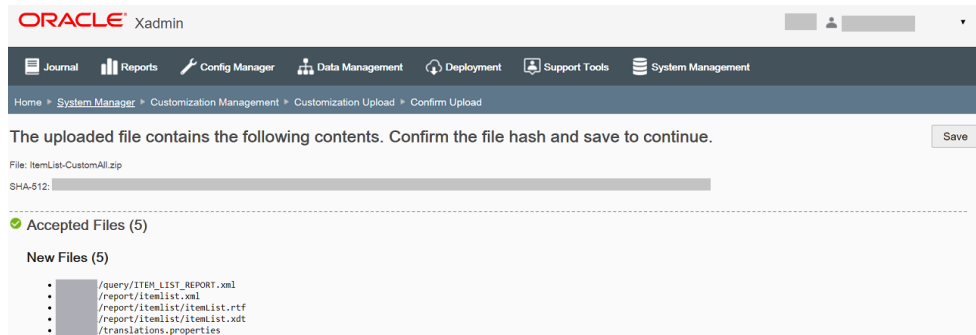 ORACLE® Xadmin
Journal Reports Config Manager Data Management Deployment Support Tools System Management
Home System Manager Customization Management Customization Upload Confirm Upload
The uploaded file contains the following contents. Confirm the file hash and save to continue. Save
File: ItemList-CustomAll.zip
SHA-512:
Accepted Files (5)
New Files (5)
/query/ITEM_LIST_REPORT.xml
/report/itemlist.xml
/report/itemlist/itemList.rtf
/report/itemlist/itemList.xdt
/translations.properties